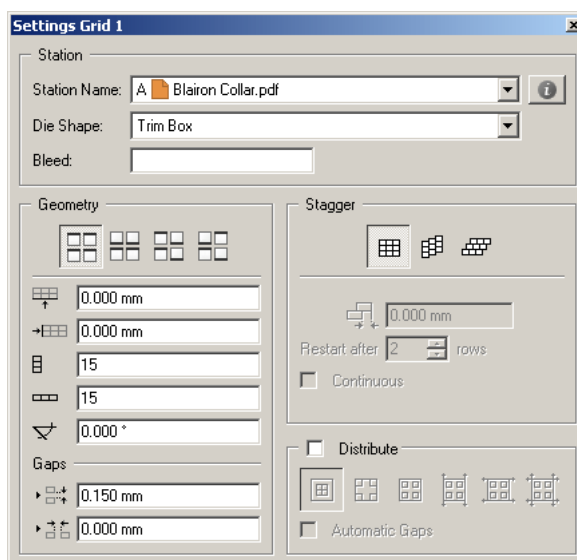 Settings Grid 1
Station
Station Name: A Blairon Collar.pdf
Die Shape: Trim Box
Bleed:
Geometry
0.000 mm
0.000 mm
15
15
0.000 °
Gaps
0.150 mm
0.000 mm
Stagger
0.000 mm
Restart after 2 rows
Continuous
Distribute
Automatic Gaps